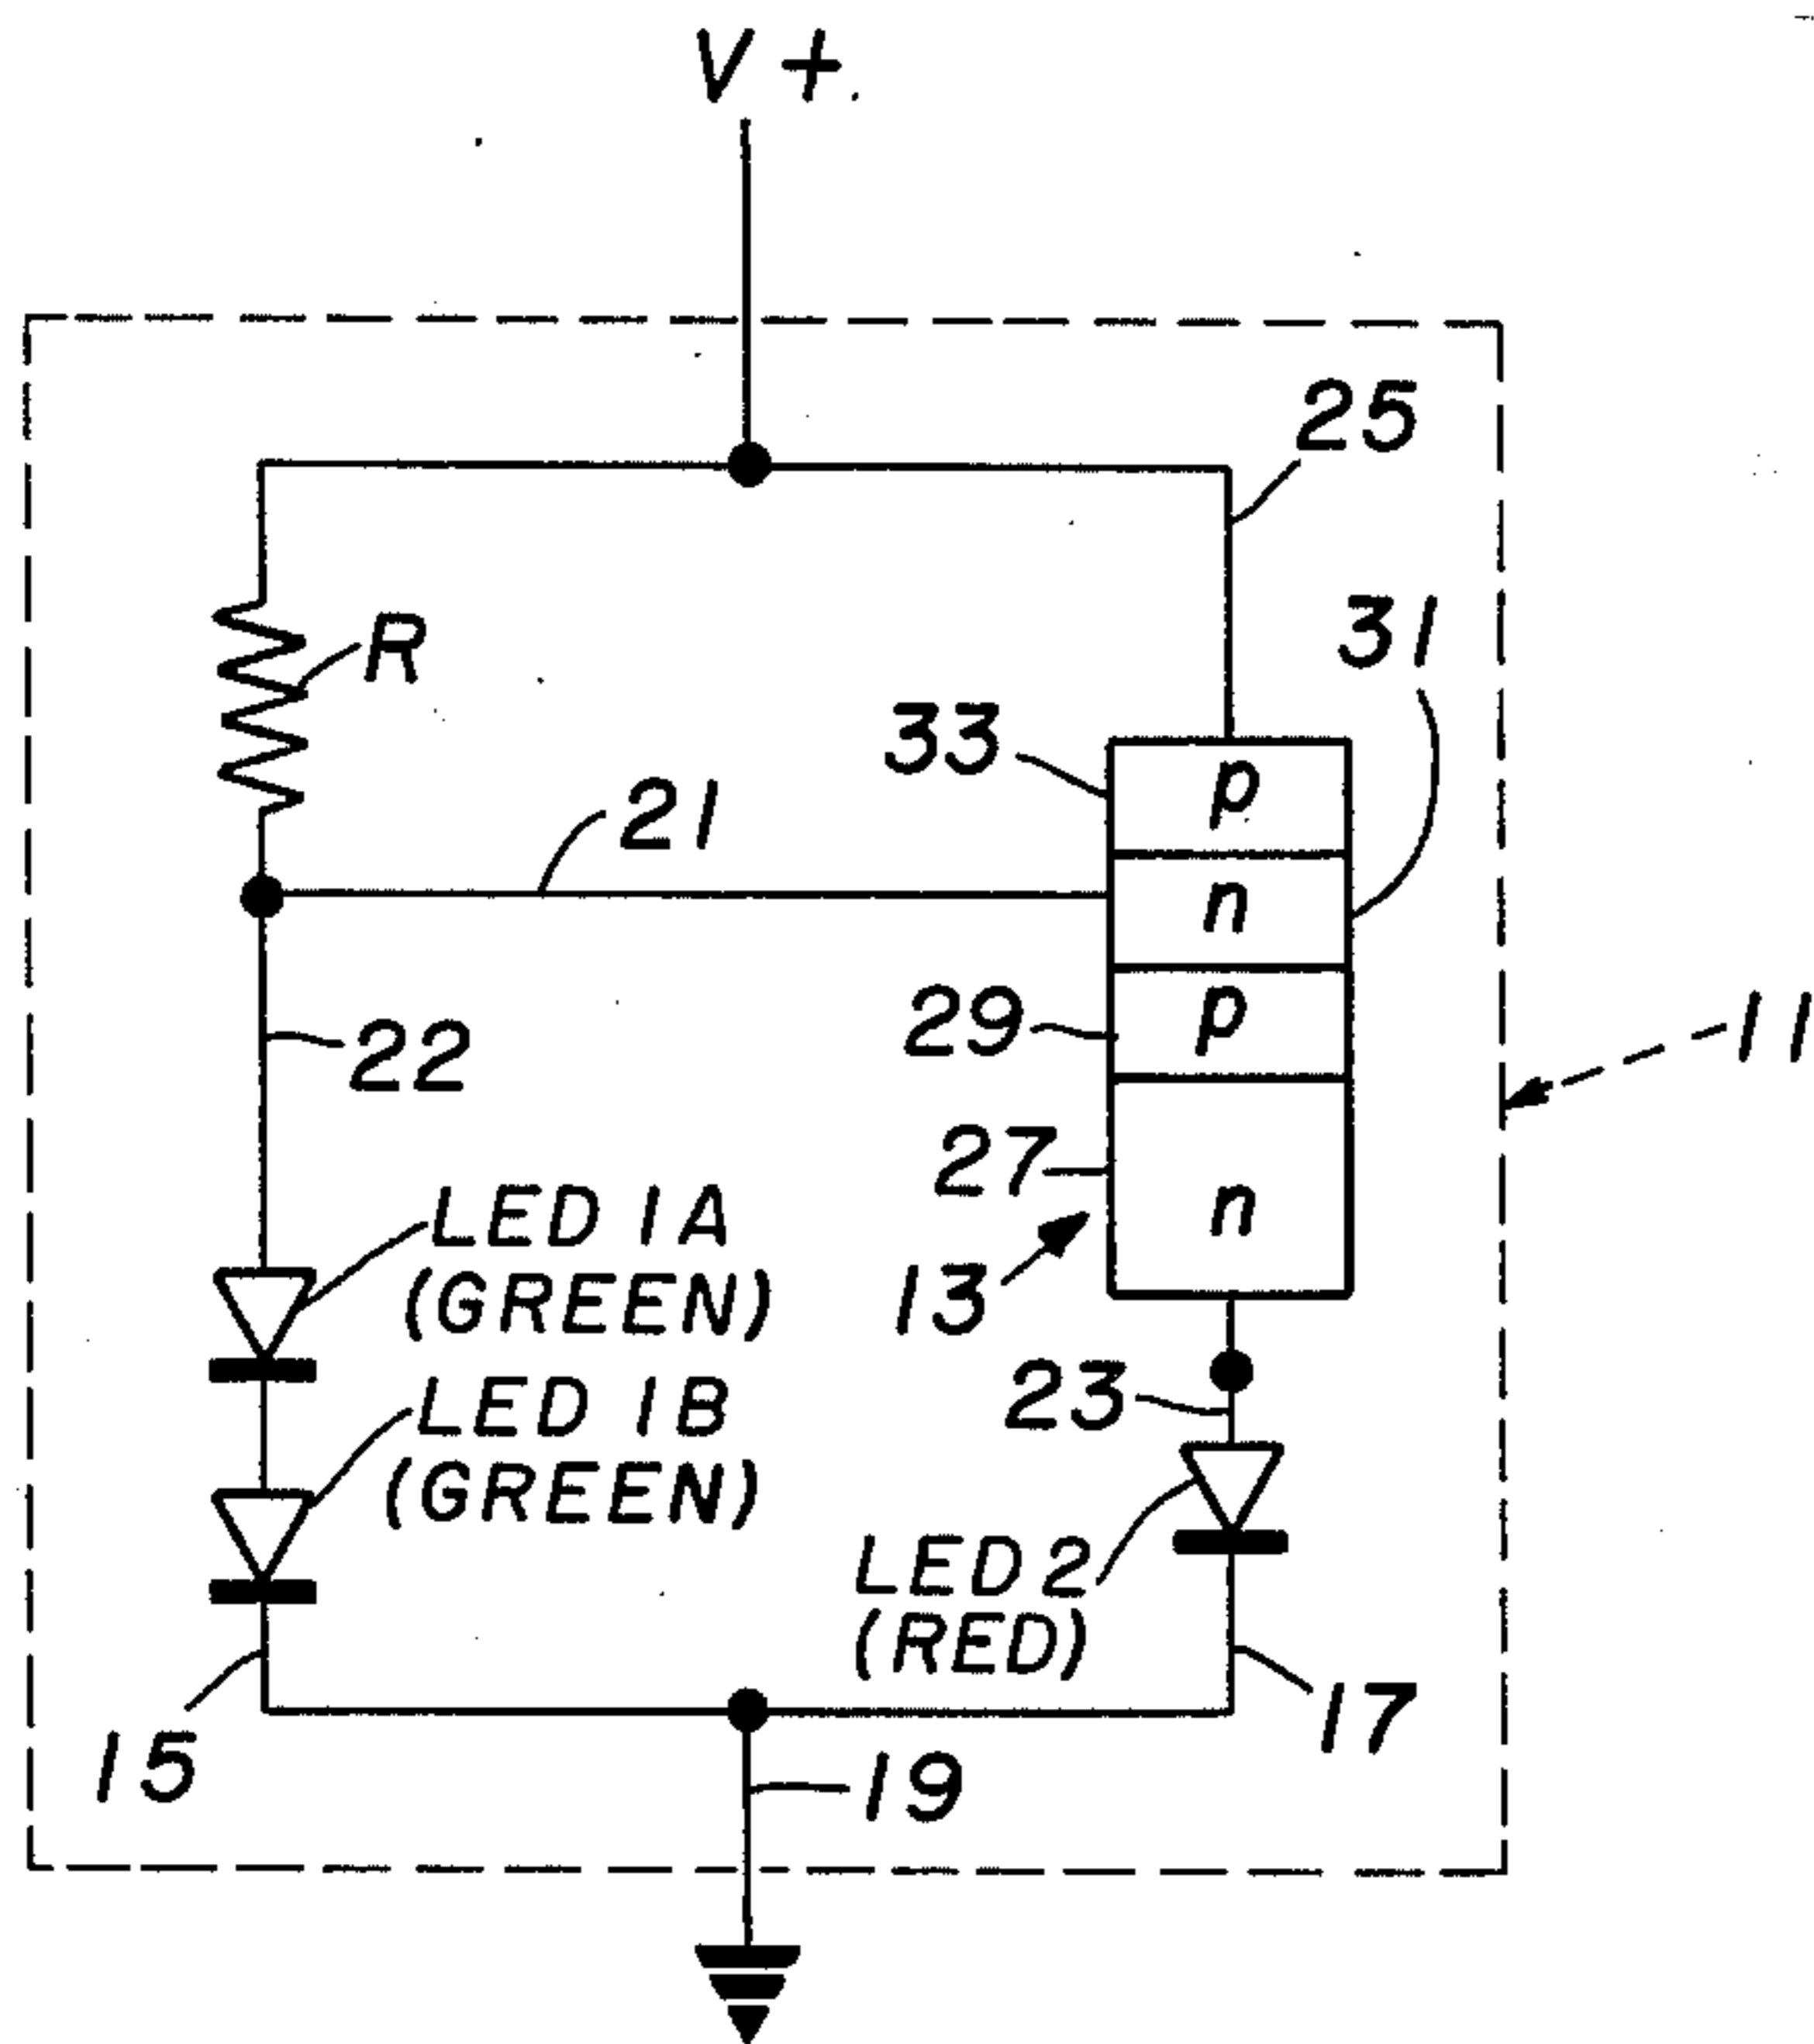 V+
25
31
R
33
p
21
n
29
p
11
22
27
n
LED 1A
(GREEN)
13
LED 1B
(GREEN)
23
LED 2
(RED)
15
17
19